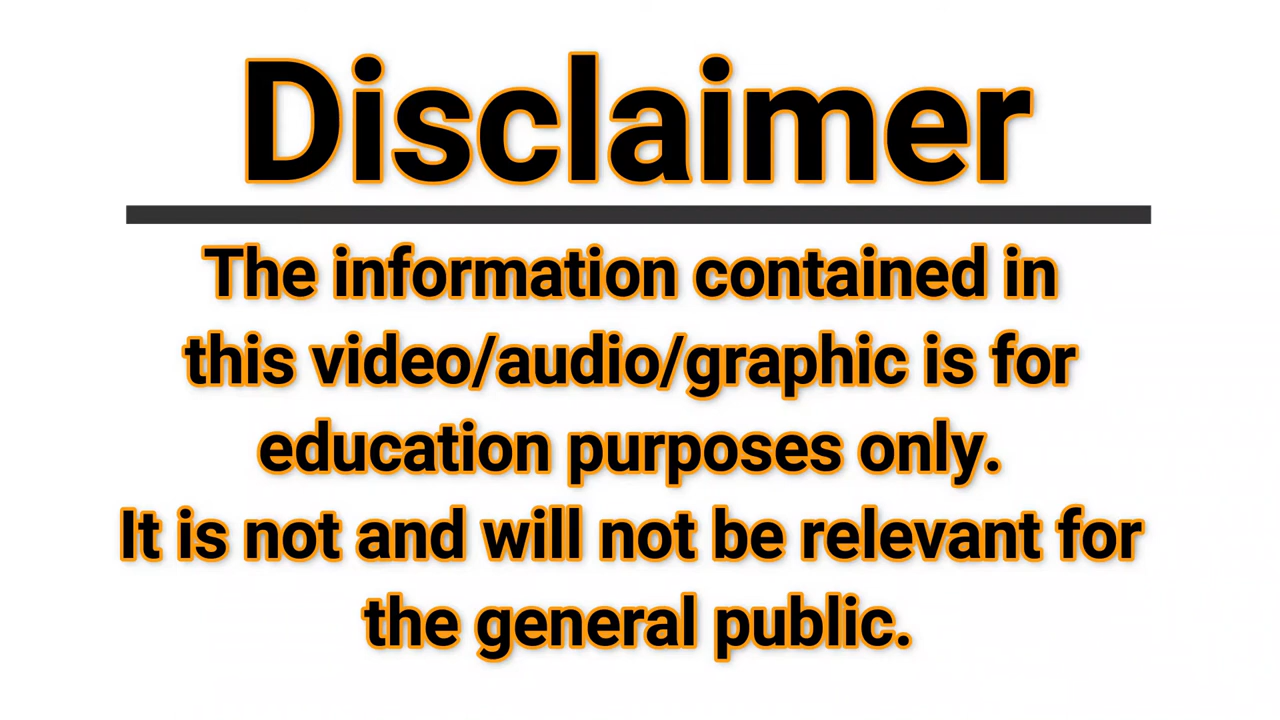 Disclaimer
The information contained in
this video/audio/graphic is for
education purposes only.
It is not and will not be relevant for
the general public.